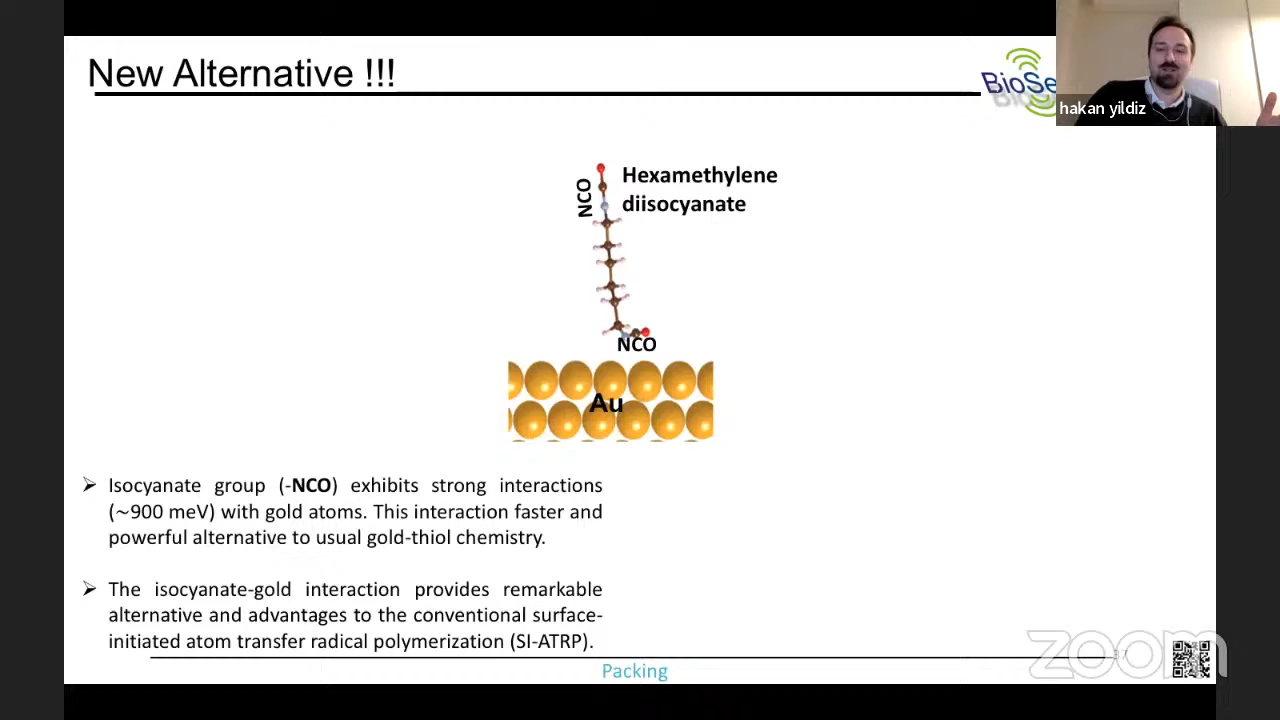 New Alternative !!!
BioSe
hakan yildiz
NCO
Hexamethylene
diisocyanate
NCO
Au
Isocyanate group (-NCO) exhibits strong interactions
(~900 meV) with gold atoms. This interaction faster and
powerful alternative to usual gold-thiol chemistry.
The isocyanate-gold interaction provides remarkable
alternative and advantages to the conventional surface-
initiated atom transfer radical polymerization (SI-ATRP).
Packing
zoom